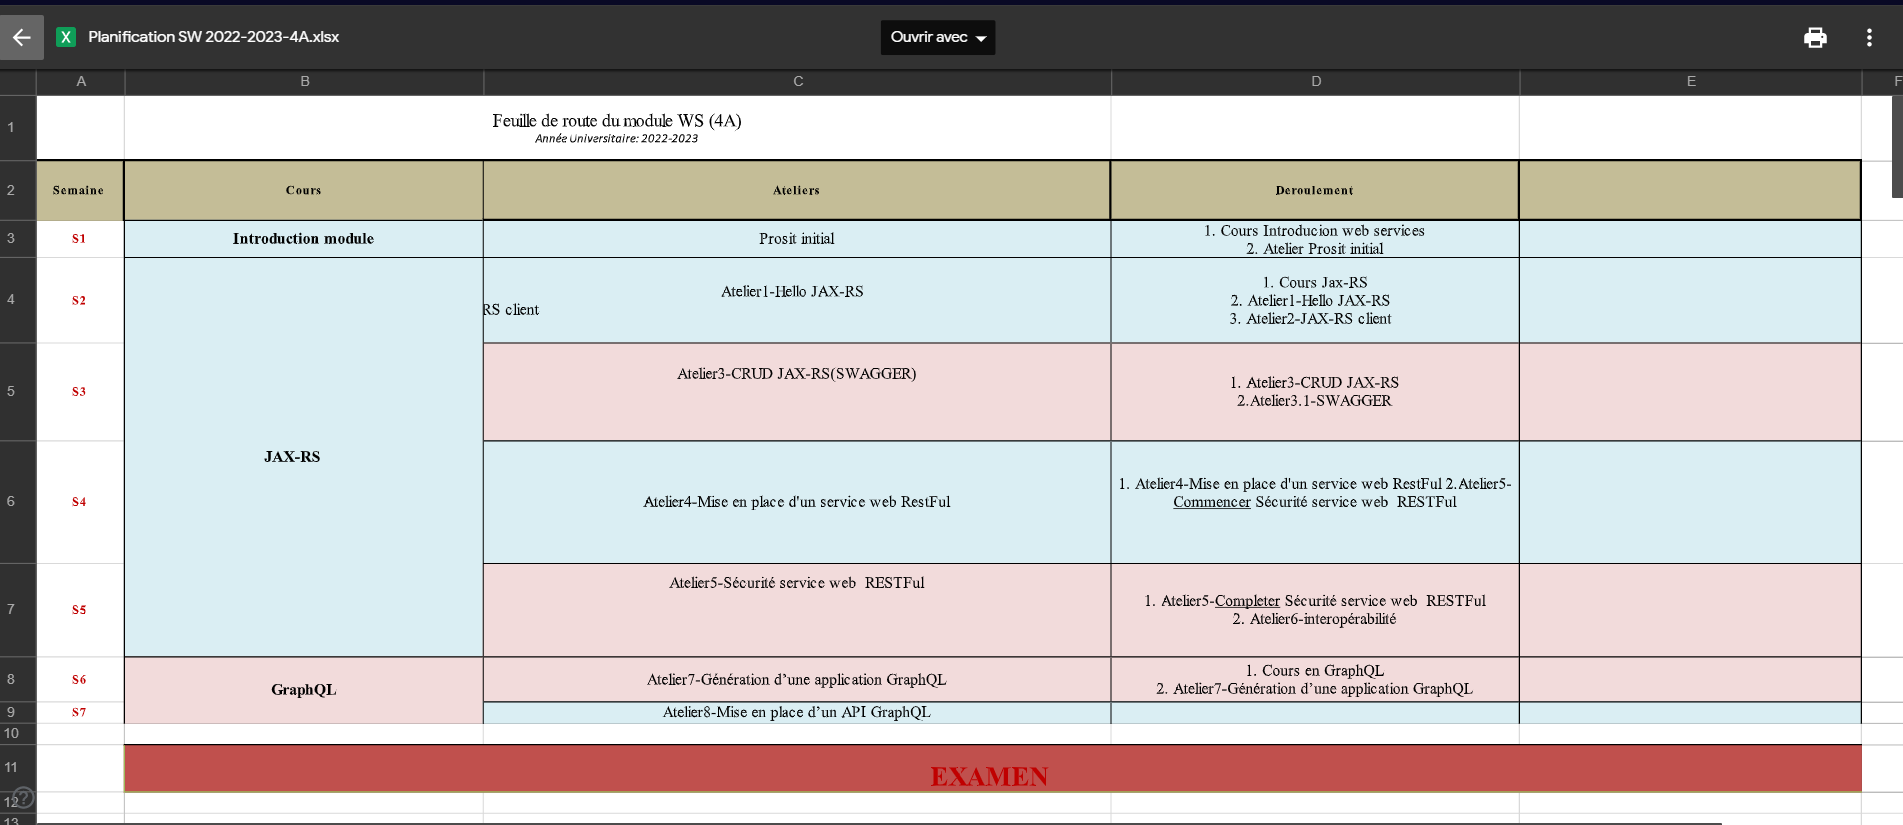 Planification SW 2022-2023-4A.xlsx
Ouvrir avec
A B C D E F
1
Feuille de route du module WS (4A)
Année Universitaire: 2022-2023
2 Semaine Cours Ateliers Deroulement
3 S1 Introduction module Prosit initial
1. Cours Introducion web services
2. Atelier Prosit initial
4 S2
Atelier1-Hello JAX-RS
RS client
1. Cours Jax-RS
2. Atelier1-Hello JAX-RS
3. Atelier2-JAX-RS client
5 S3
Atelier3-CRUD JAX-RS(SWAGGER)
1. Atelier3-CRUD JAX-RS
2.Atelier3.1-SWAGGER
JAX-RS
6 S4
Atelier4-Mise en place d'un service web RestFul
1. Atelier4-Mise en place d'un service web RestFul 2.Atelier5-
Commencer Sécurité service web RESTFul
7 S5
Atelier5-Sécurité service web RESTFul
1. Atelier5-Completer Sécurité service web RESTFul
2. Atelier6-interopérabilité
8 S6
GraphQL
Atelier7-Génération d’une application GraphQL
1. Cours en GraphQL
2. Atelier7-Génération d’une application GraphQL
9 S7
Atelier8-Mise en place d’un API GraphQL
10
11
EXAMEN
12
13